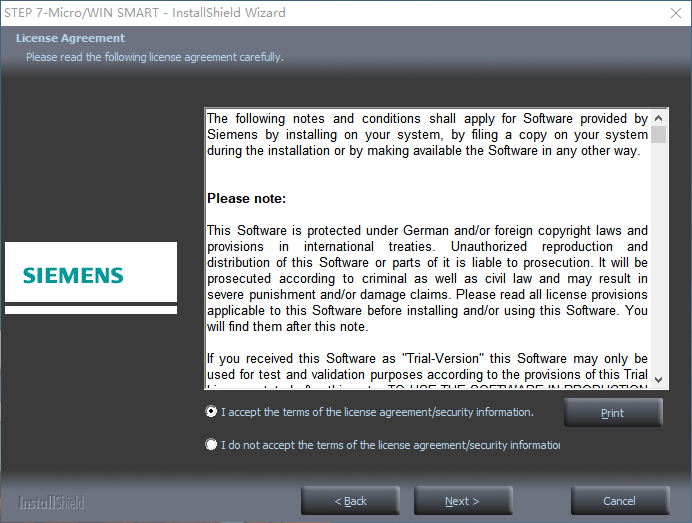 STEP 7-Micro/WIN SMART - InstallShield Wizard
License Agreement
Please read the following license agreement carefully.
The following notes and conditions shall apply for Software provided by
Siemens by installing on your system, by filing a copy on your system
during the installation or by making available the Software in any other way.
Please note:
This Software is protected under German and/or foreign copyright laws and
provisions in international treaties. Unauthorized reproduction and
distribution of this Software or parts of it is liable to prosecution. It will be
prosecuted according to criminal as well as civil law and may result in
severe punishment and/or damage claims. Please read all license provisions
applicable to this Software before installing and/or using this Software. You
will find them after this note.
If you received this Software as "Trial-Version" this Software may only be
used for test and validation purposes according to the provisions of this Trial
TO USE THE SOFTWARE IN PRODUCTION
SIEMENS
I accept the terms of the license agreement/security information.
Print
I do not accept the terms of the license agreement/security information
InstallShield
< Back
Next >
Cancel